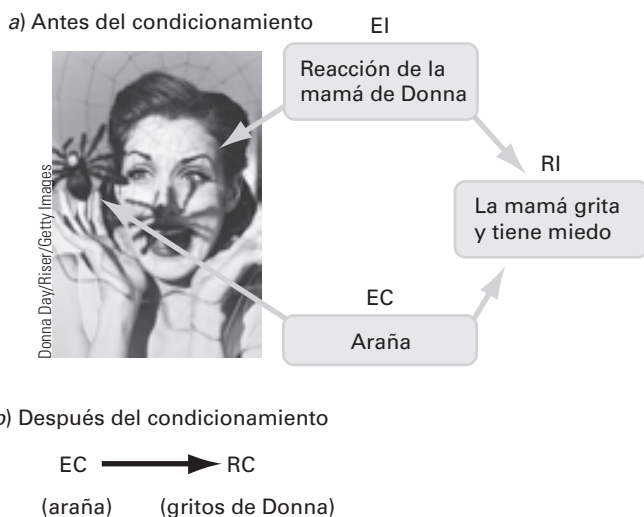 a) Antes del condicionamiento
EI
Reacción de la
mamá de Donna
RI
La mamá grita
y tiene miedo
EC
Araña
Donna Day/Riser/Getty Images
b) Después del condicionamiento
EC RC
(araña) (gritos de Donna)